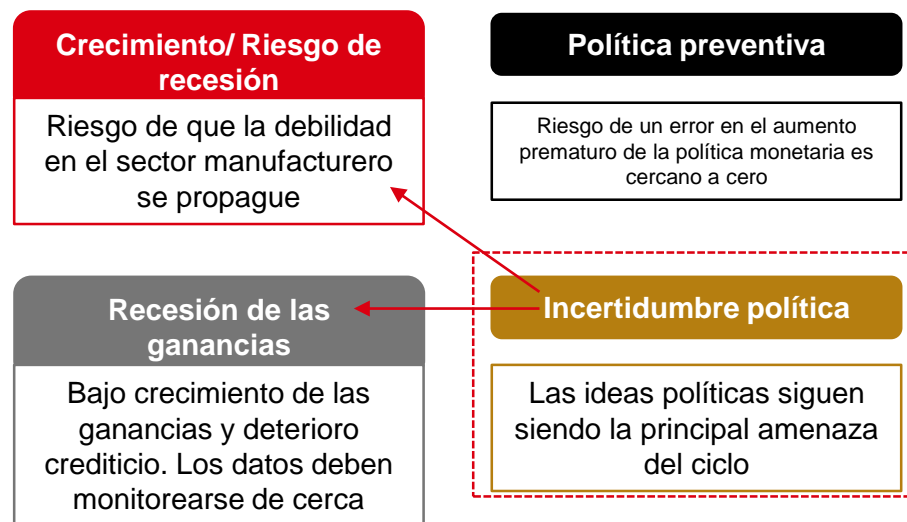 Crecimiento/ Riesgo de
recesión
Riesgo de que la debilidad
en el sector manufacturero
se propague
Política preventiva
Riesgo de un error en el aumento
prematuro de la política monetaria es
cercano a cero
Recesión de las
ganancias
Bajo crecimiento de las
ganancias y deterioro
crediticio. Los datos deben
monitorearse de cerca
Incertidumbre política
Las ideas políticas siguen
siendo la principal amenaza
del ciclo